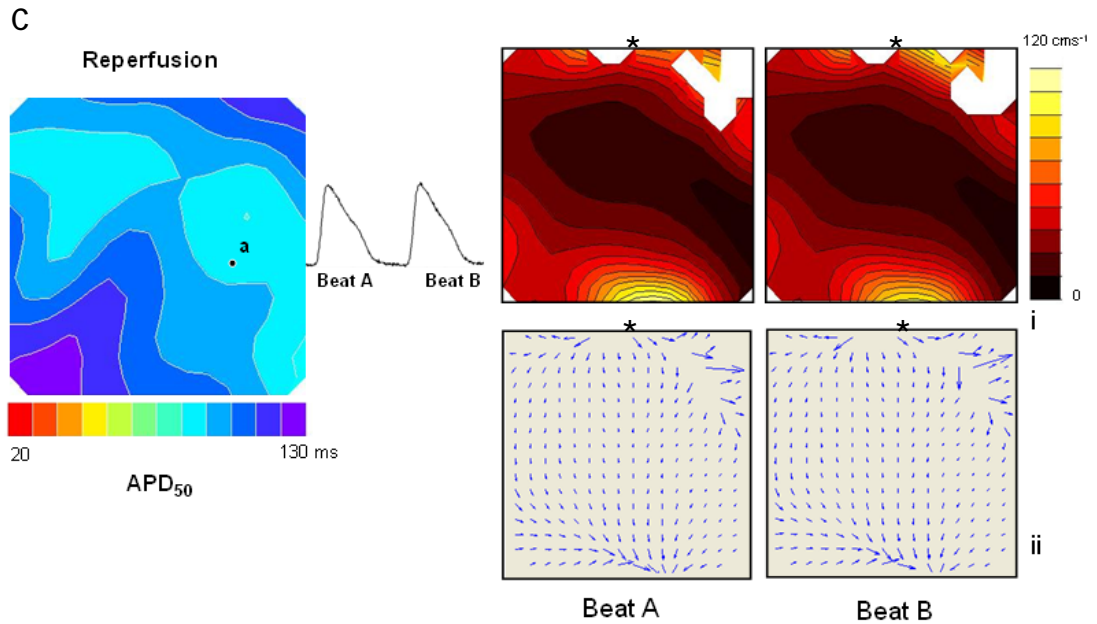 C
Reperfusion
a
Beat A
Beat B
20
130 ms
APD50
*
*
120 cms⁻¹
0
i
*
*
ii
Beat A
Beat B